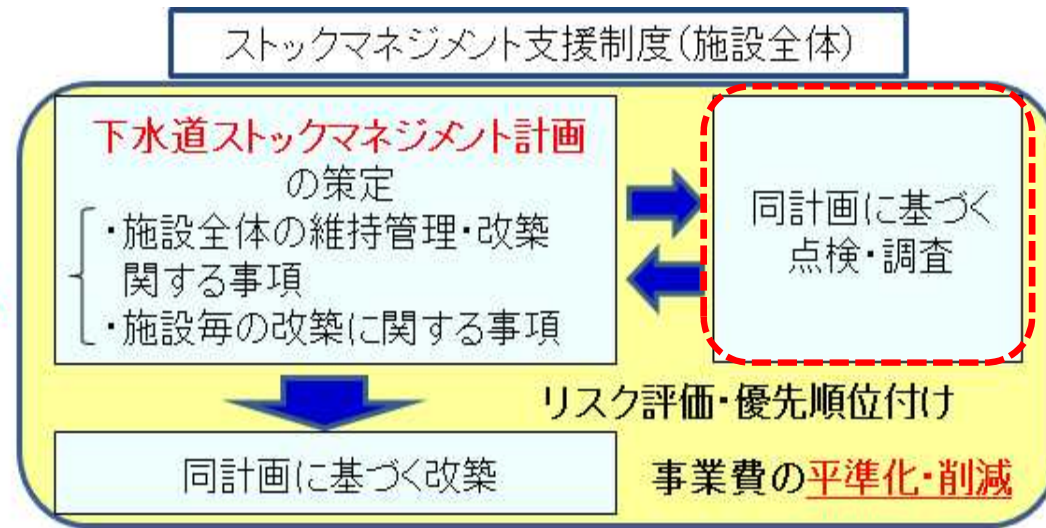 ストックマネジメント支援制度(施設全体)
下水道ストックマネジメント計画
の策定
・施設全体の維持管理・改築
関する事項
・施設毎の改築に関する事項
同計画に基づく
点検・調査
リスク評価・優先順位付け
同計画に基づく改築
事業費の平準化・削減